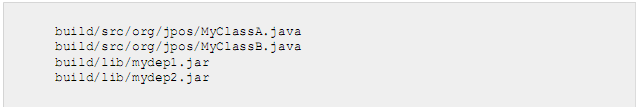 build/src/org/jpos/MyClassA.java
build/src/org/jpos/MyClassB.java
build/lib/mydep1.jar
build/lib/mydep2.jar